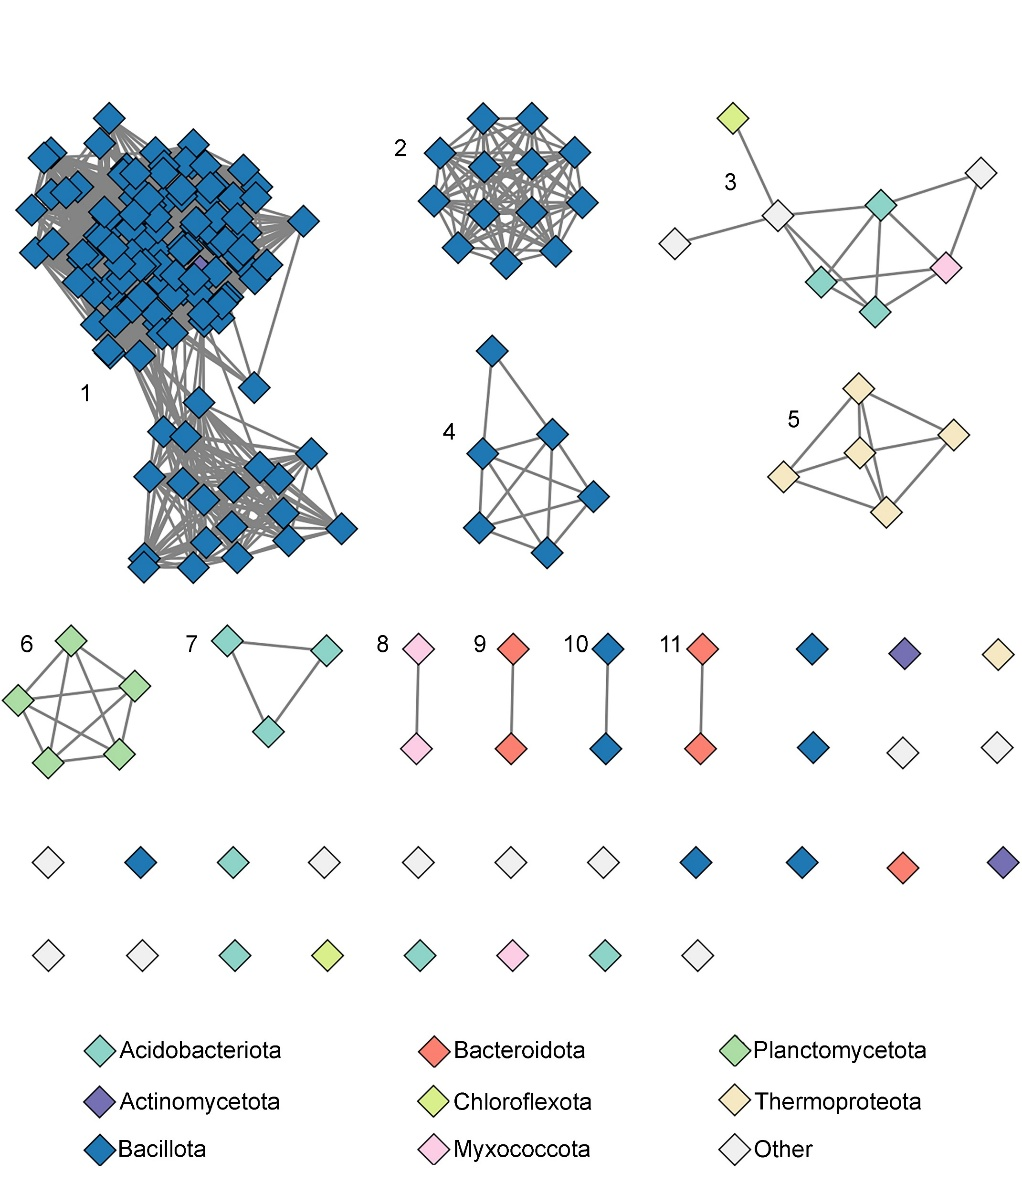 2
3
1
4
5
6
7
8
9
10
11
Acidobacteriota
Bacteroidota
Planctomycetota
Actinomycetota
Chloroflexota
Thermoproteota
Bacillota
Myxococcota
Other